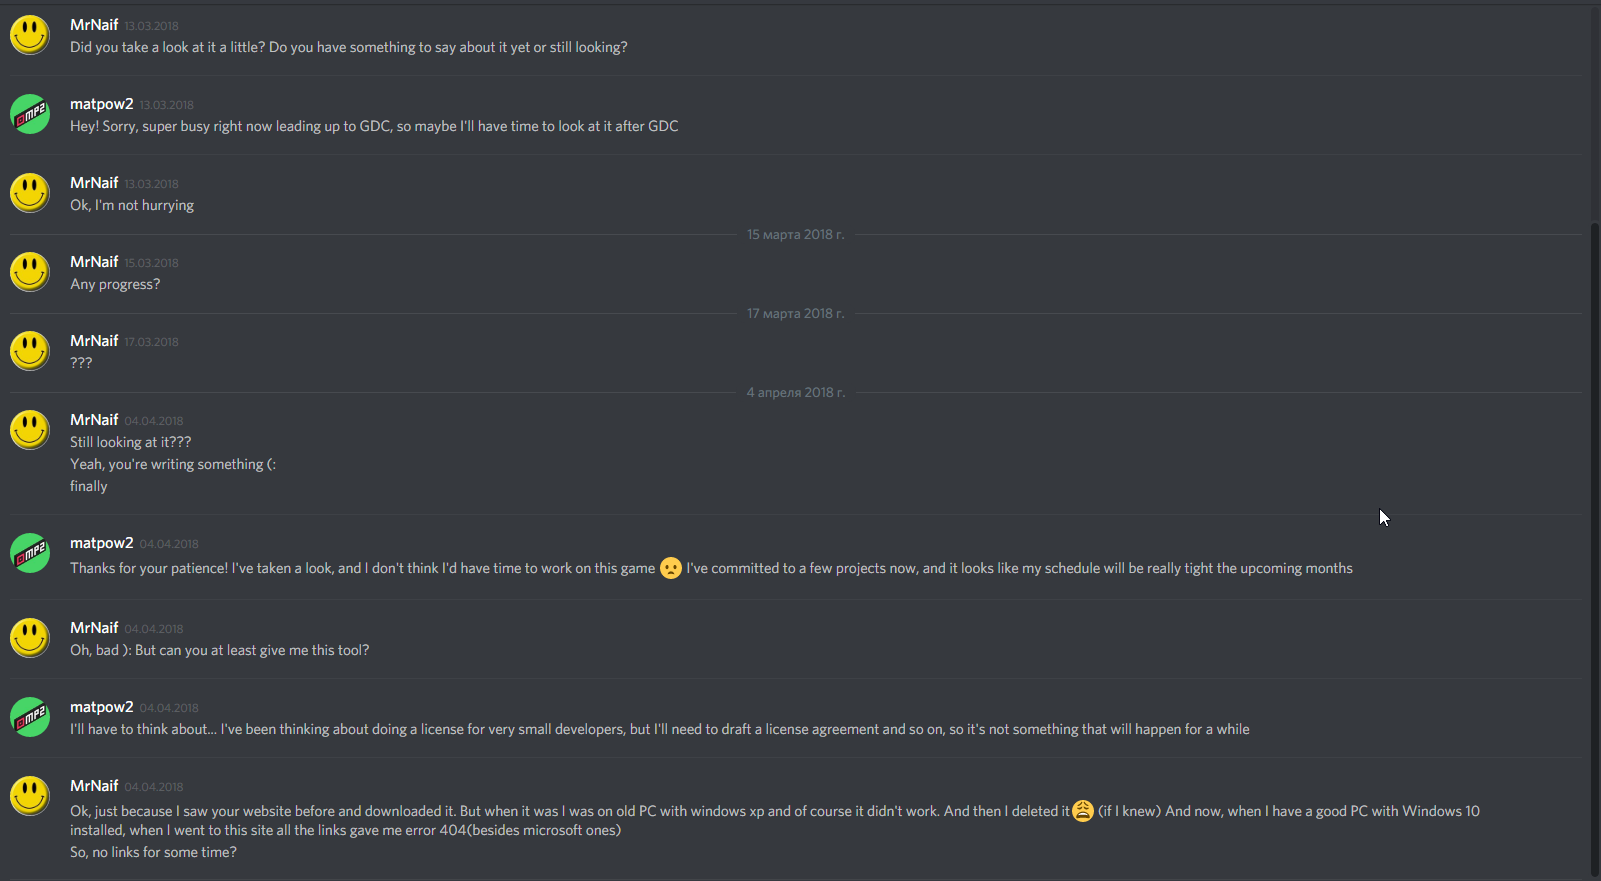 MrNaif 13.03.2018
Did you take a look at it a little? Do you have something to say about it yet or still looking?
matpow2 13.03.2018
Hey! Sorry, super busy right now leading up to GDC, so maybe I'll have time to look at it after GDC
MrNaif 13.03.2018
Ok, I'm not hurrying
15 марта 2018 г.
MrNaif 15.03.2018
Any progress?
17 марта 2018 г.
MrNaif 17.03.2018
???
4 апреля 2018 г.
MrNaif 04.04.2018
Still looking at it???
Yeah, you're writing something (:
finally
MP2
matpow2 04.04.2018
Thanks for your patience! I've taken a look, and I don't think I'd have time to work on this game I've committed to a few projects now, and it looks like my schedule will be really tight the upcoming months
MrNaif 04.04.2018
Oh, bad ): But can you at least give me this tool?
MP2
matpow2 04.04.2018
I'll have to think about... I've been thinking about doing a license for very small developers, but I'll need to draft a license agreement and so on, so it's not something that will happen for a while
MrNaif 04.04.2018
Ok, just because I saw your website before and downloaded it. But when it was I was on old PC with windows xp and of course it didn't work. And then I deleted it (if I knew) And now, when I have a good PC with Windows 10
installed, when I went to this site all the links gave me error 404(besides microsoft ones)
So, no links for some time?